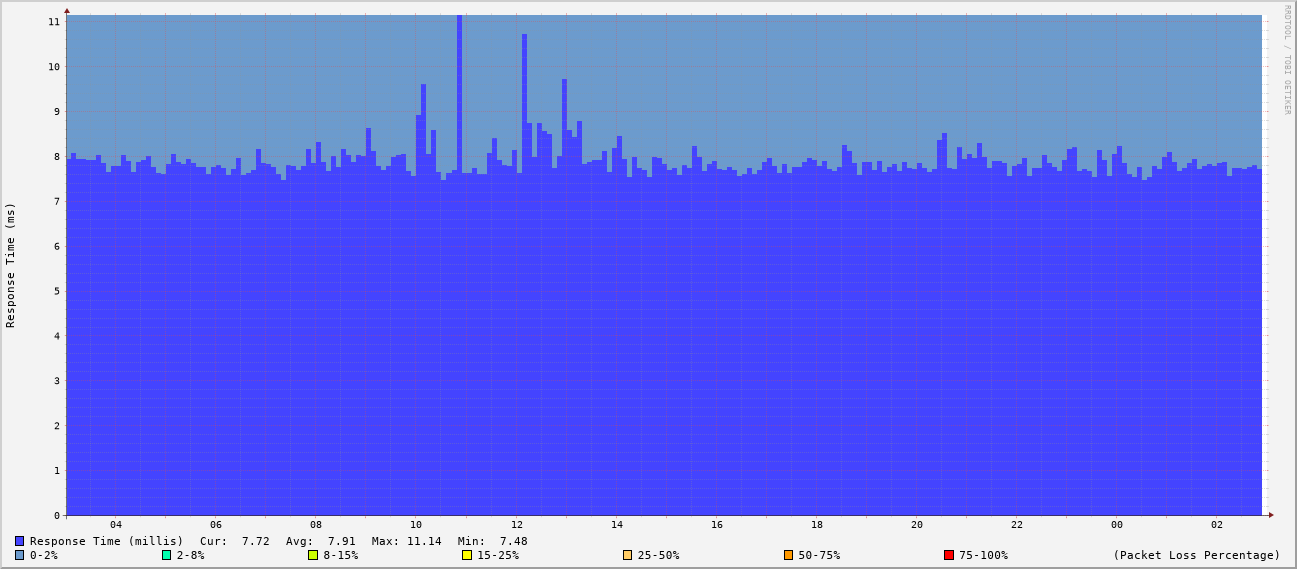 RRDTOOL / TOBI OETIKER
Response Time (ms)
11
10
9
8
7
6
5
4
3
2
1
0
04 06 08 10 12 14 16 18 20 22 00 02
Response Time (millis) Cur: 7.72 Avg: 7.91 Max: 11.14 Min: 7.48
0-2% 2-8% 8-15% 15-25% 25-50% 50-75% 75-100% (Packet Loss Percentage)